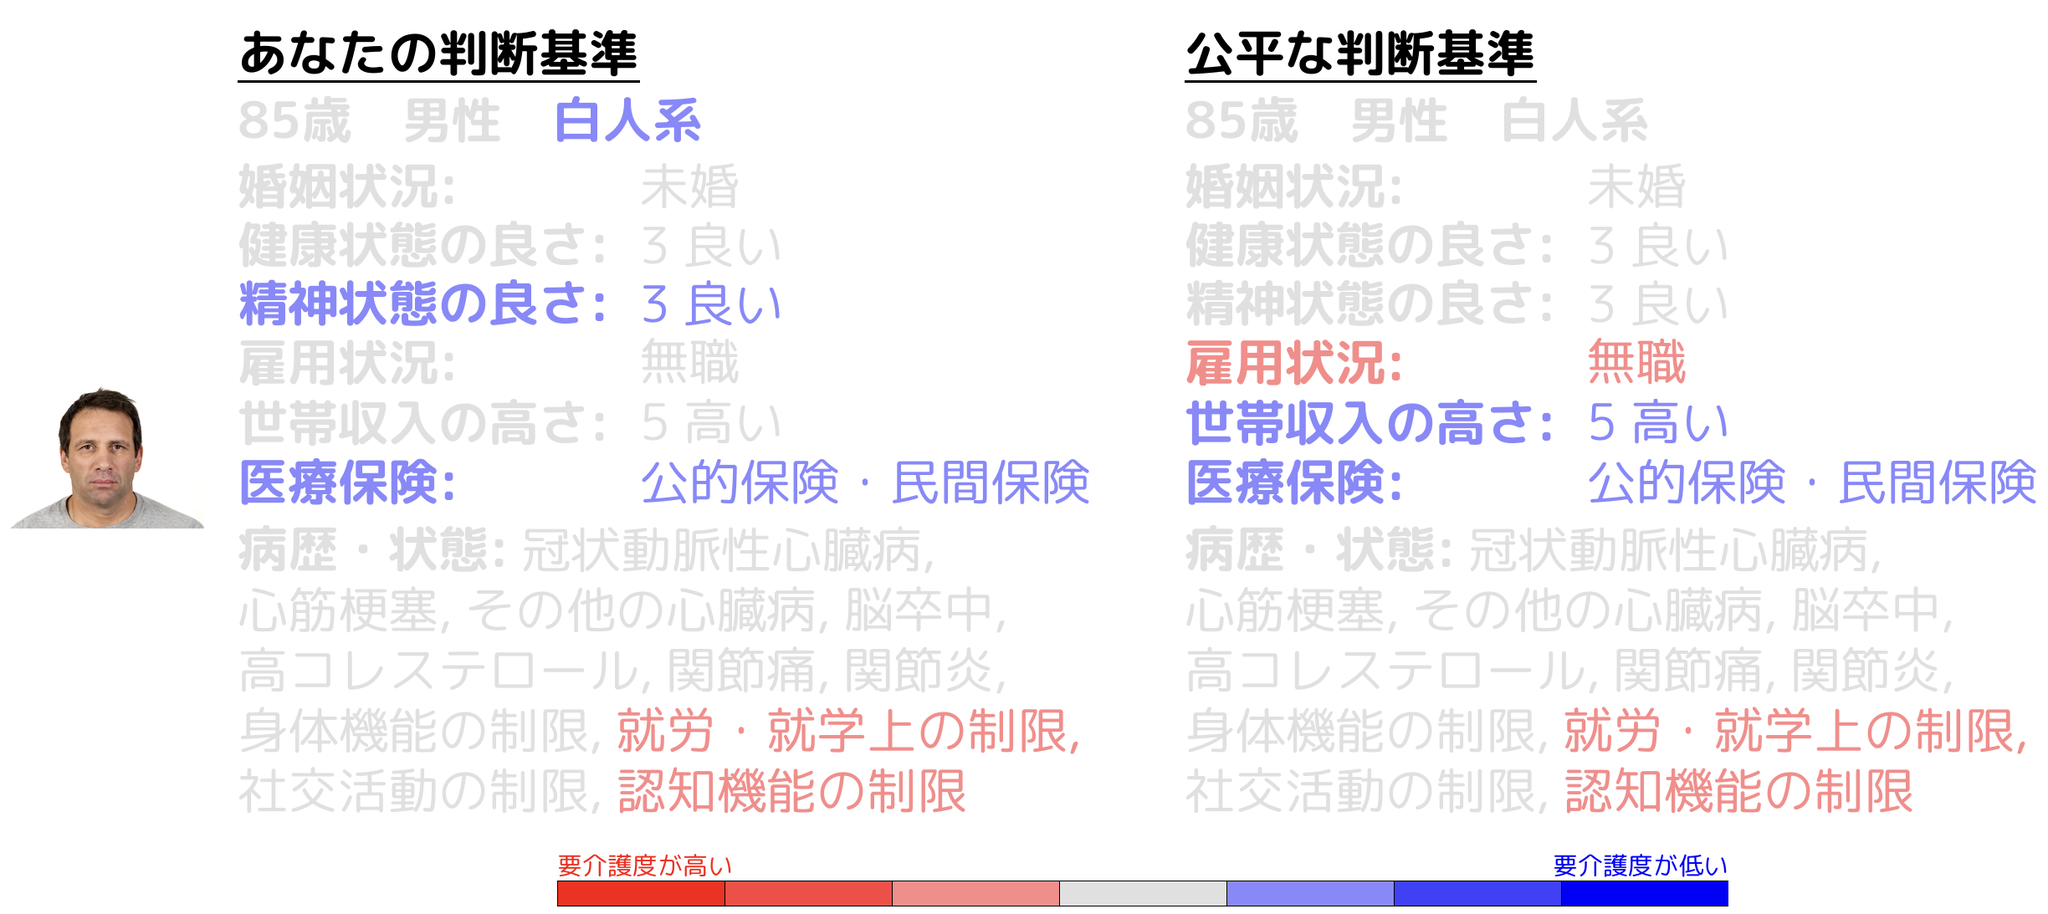 あなたの判断基準
85歳　男性　白人系
婚姻状況: 未婚
健康状態の良さ: 3 良い
精神状態の良さ: 3 良い
雇用状況: 無職
世帯収入の高さ: 5 高い
医療保険: 公的保険・民間保険
病歴・状態: 冠状動脈性心臓病,
心筋梗塞, その他の心臓病, 脳卒中,
高コレステロール, 関節痛, 関節炎,
身体機能の制限, 就労・就学上の制限,
社交活動の制限, 認知機能の制限
公平な判断基準
85歳　男性　白人系
婚姻状況: 未婚
健康状態の良さ: 3 良い
精神状態の良さ: 3 良い
雇用状況: 無職
世帯収入の高さ: 5 高い
医療保険: 公的保険・民間保険
病歴・状態: 冠状動脈性心臓病,
心筋梗塞, その他の心臓病, 脳卒中,
高コレステロール, 関節痛, 関節炎,
身体機能の制限, 就労・就学上の制限,
社交活動の制限, 認知機能の制限
要介護度が高い
要介護度が低い